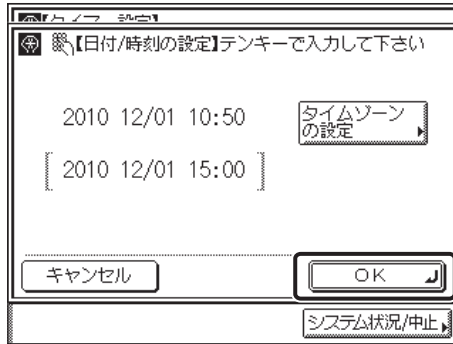 【日付/時刻の設定】テンキーで入力して下さい
2010 12/01 10:50
タイムゾーン
の設定
[ 2010 12/01 15:00 ]
キャンセル
OK
システム状況/中止